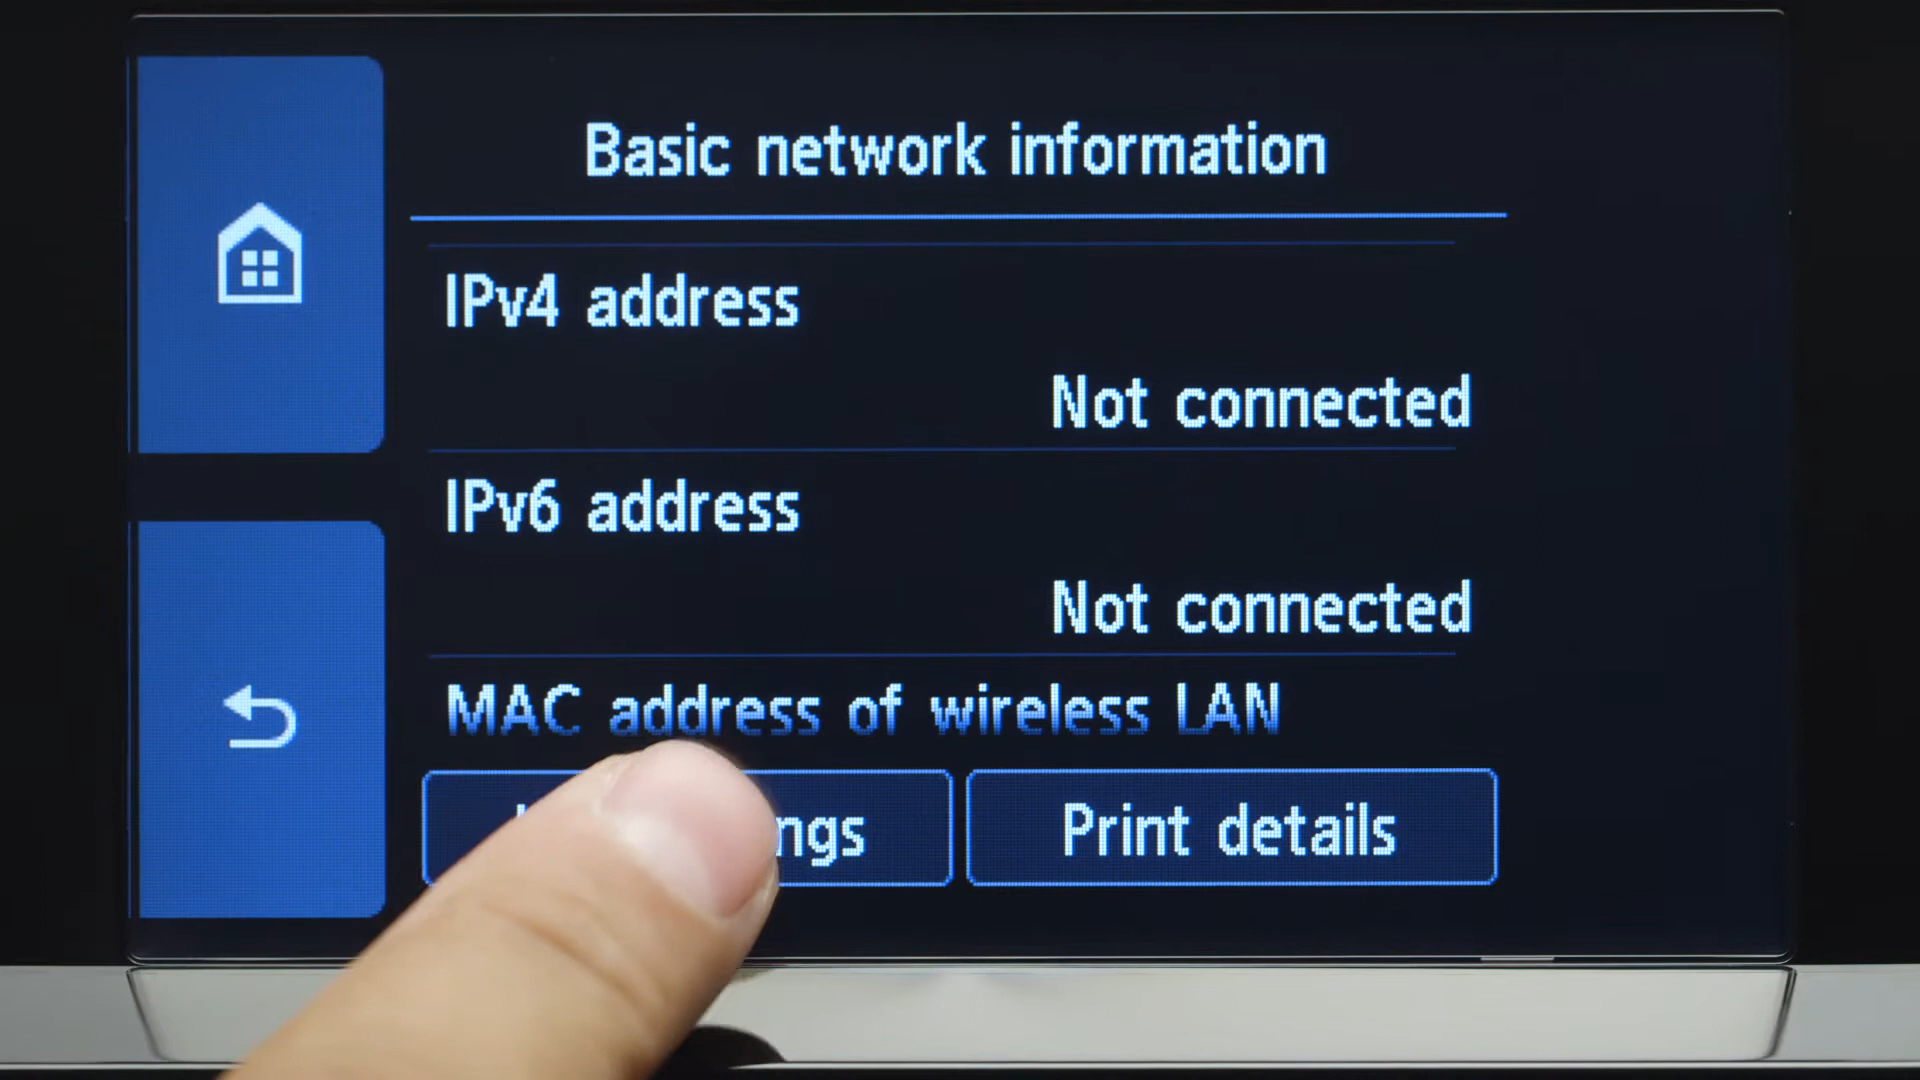 Basic network information
IPv4 address
Not connected
IPv6 address
Not connected
MAC address of wireless LAN
Print details